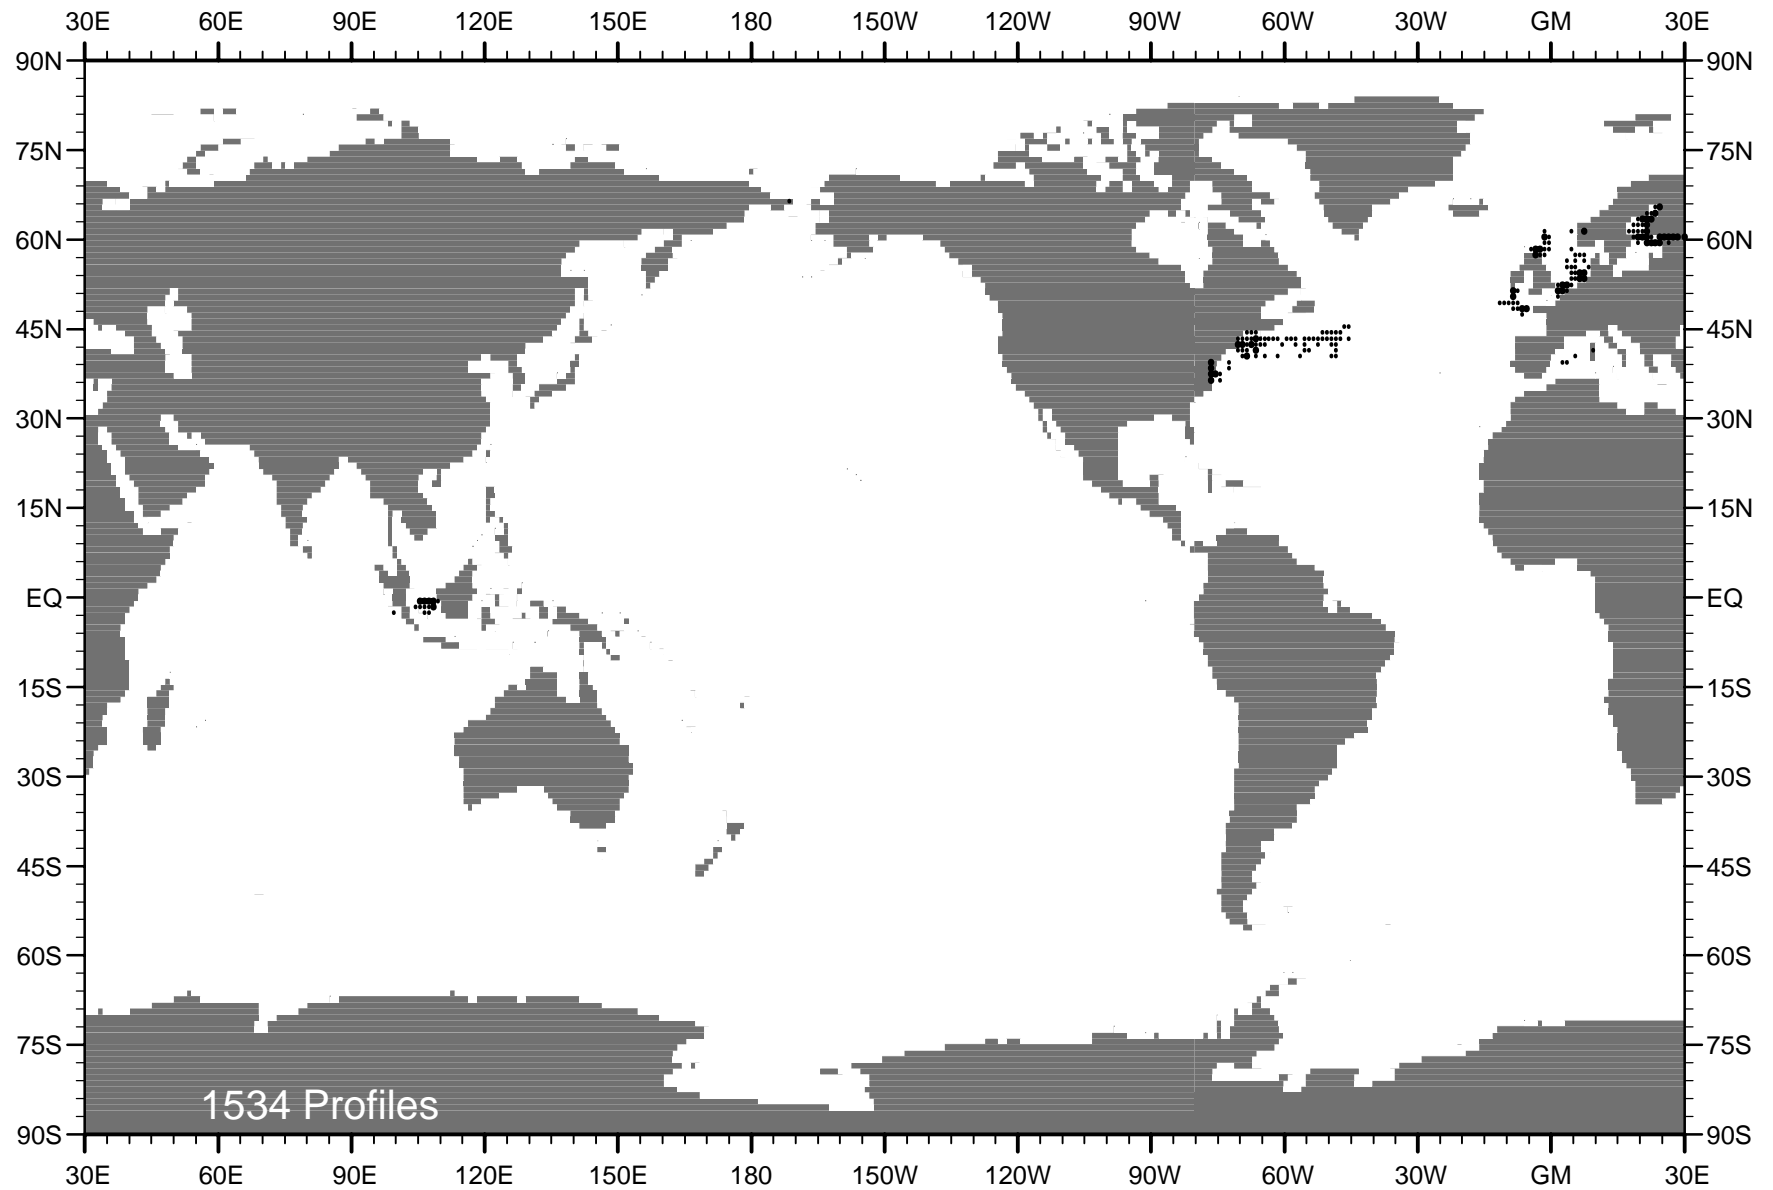 30E 60E 90E 120E 150E 180 150W 120W 90W 60W 30W GM 30E
90N 90N
75N 75N
60N 60N
45N 45N
30N 30N
15N 15N
EQ EQ
15S 15S
30S 30S
45S 45S
60S 60S
75S 75S
1534 Profiles
90S 90S
30E 60E 90E 120E 150E 180 150W 120W 90W 60W 30W GM 30E